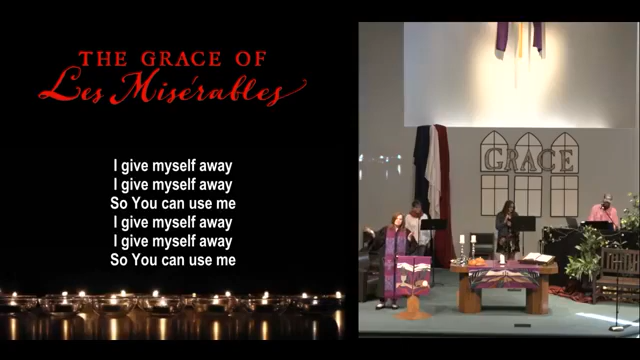 THE GRACE OF
Les Misérables
I give myself away
I give myself away
So You can use me
I give myself away
I give myself away
So You can use me
GRACE